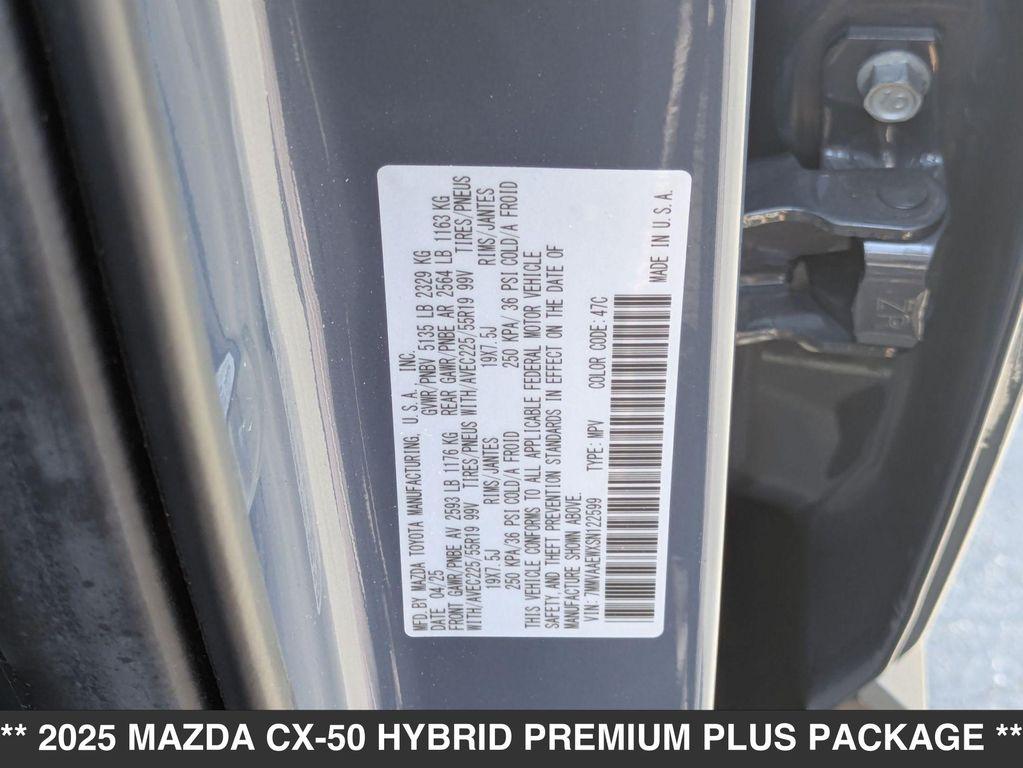 MFD.BY MAZDA TOYOTA MANUFACTURING, U.S.A., INC.
DATE 04/25 GVWR/PNBV 5135 LB 2329 KG
FRONT GAWR/PNBE AV 2593 LB 1176 KG REAR GAWR/PNBE AR 2564 LB 1163 KG
WITH/AVEC225/55R19 99V TIRES/PNEUS WITH/AVEC225/55R19 99V TIRES/PNEUS
19X7.5J RIMS/JANTES 19X7.5J RIMS/JANTES
250 KPA/36 PSI COLD/A FROID 250 KPA/36 PSI COLD/A FROID
THIS VEHICLE CONFORMS TO ALL APPLICABLE FEDERAL MOTOR VEHICLE
SAFETY,AND THEFT PREVENTION STANDARDS IN EFFECT ON THE DATE OF
MANUFACTURE SHOWN ABOVE.
VIN:7MMVAAEWXSN122599 TYPE:MPV COLOR CODE:47C
MADE IN U.S.A.
** 2025 MAZDA CX-50 HYBRID PREMIUM PLUS PACKAGE **